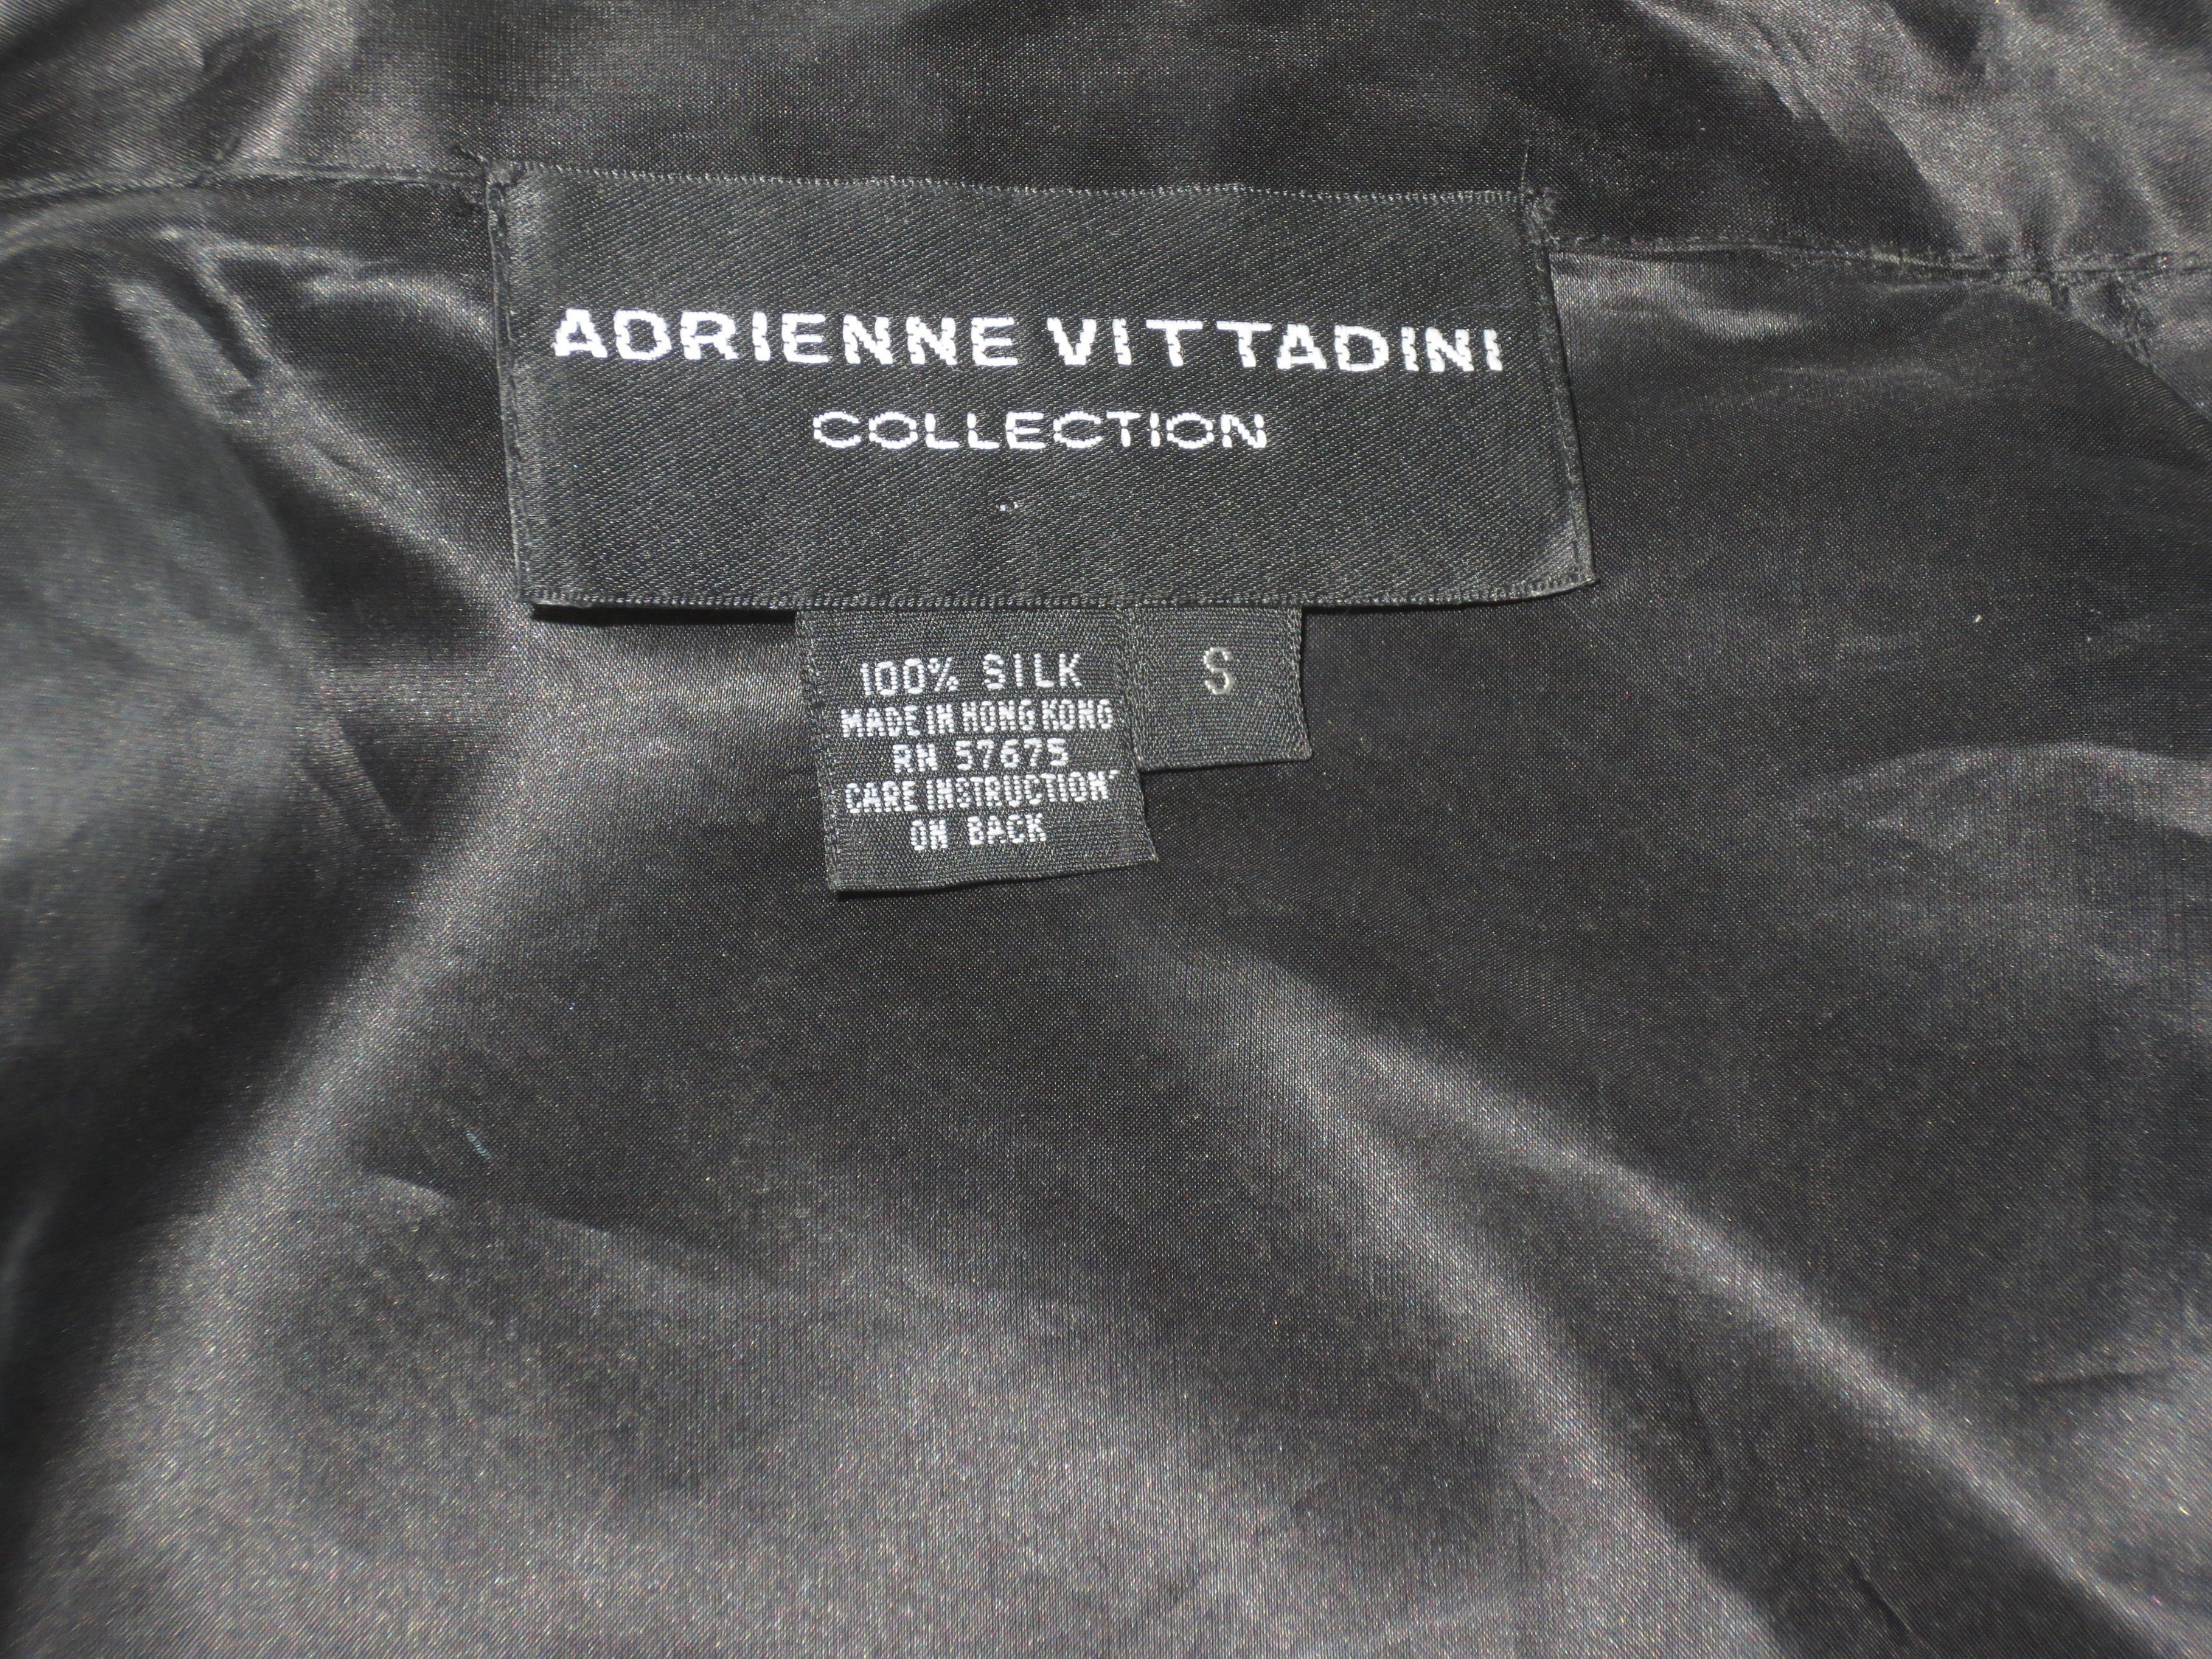 ADRIENNE VITTADINI
COLLECTION
100% SILK
S
MADE IN HONG KONG
RN 57675
CARE INSTRUCTION
ON BACK